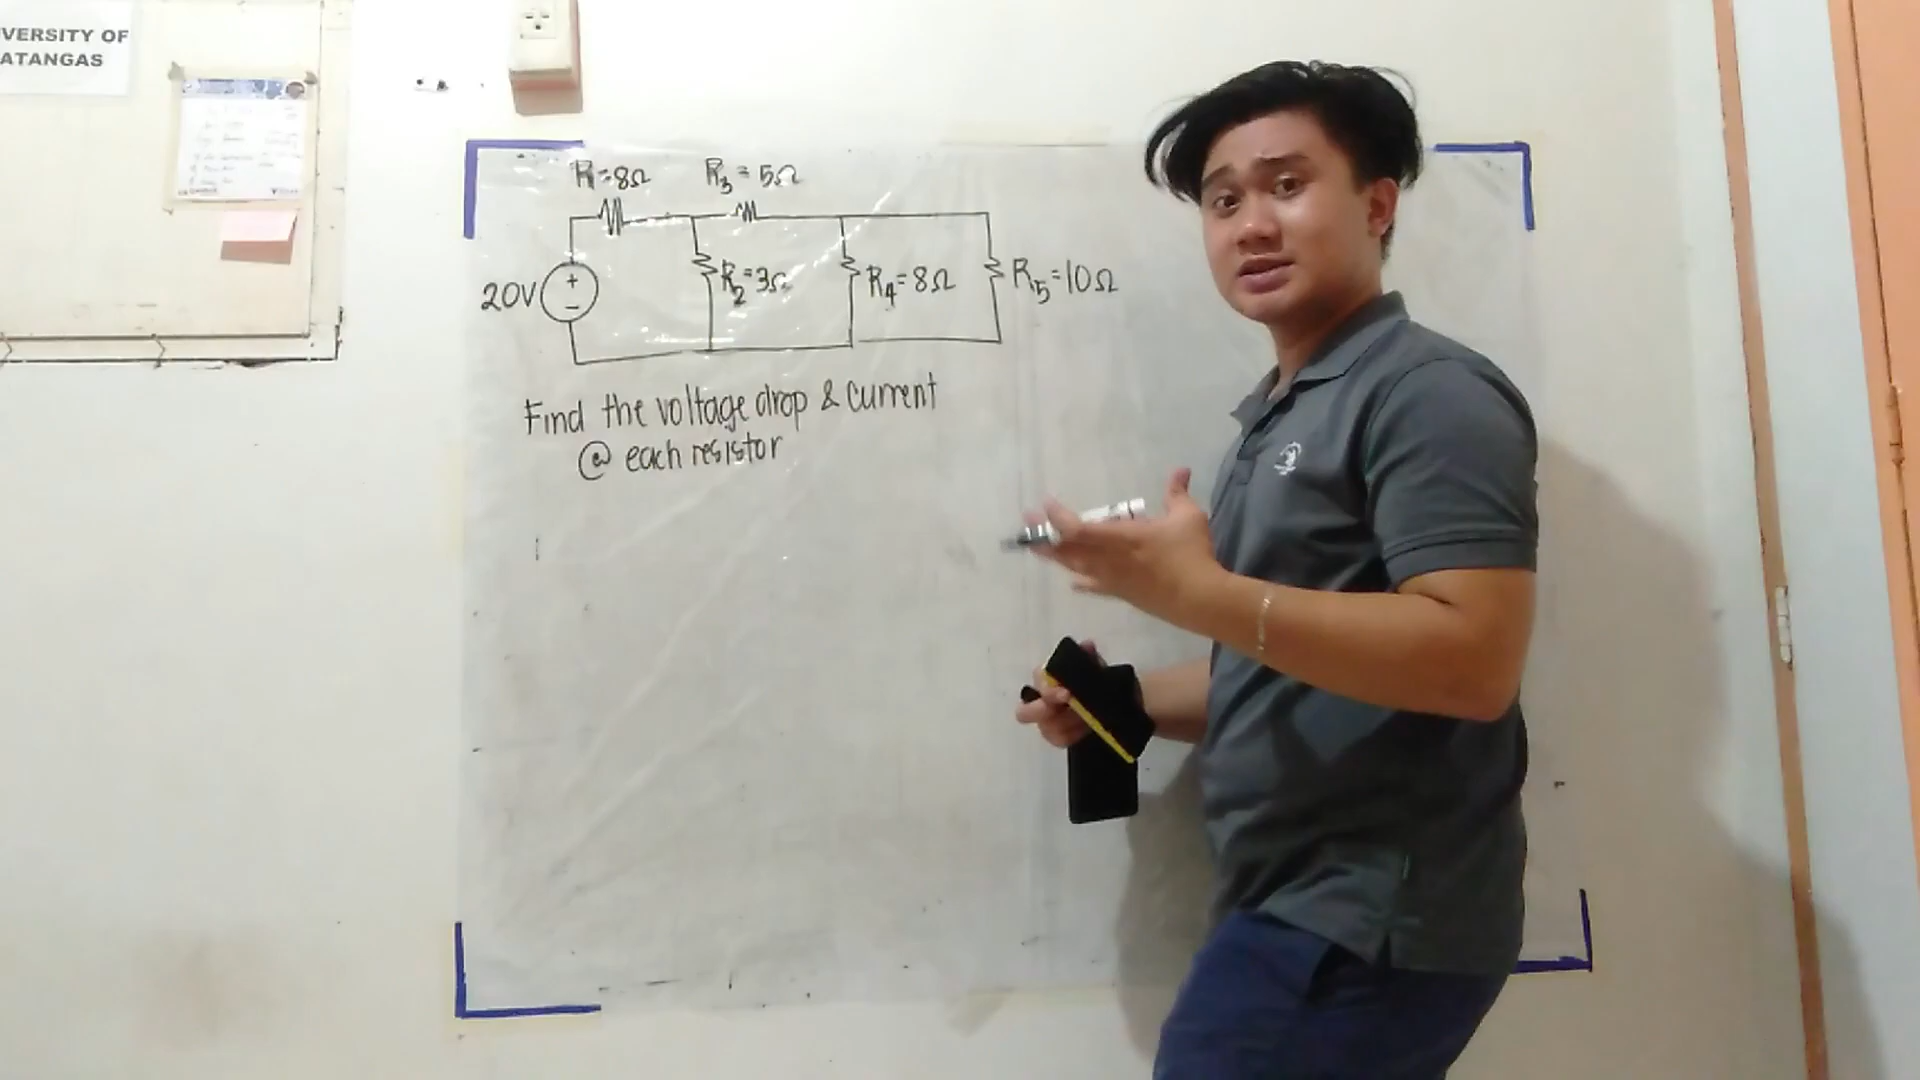 VERSITY OF
ATANGAS
R1=8Ω R3=5Ω
20V + − R2=3Ω R4=8Ω R5=10Ω
Find the voltage drop & current
@ each resistor